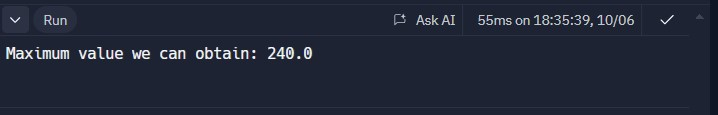 Run Ask AI 55ms on 18:35:39, 10/06
Maximum value we can obtain: 240.0